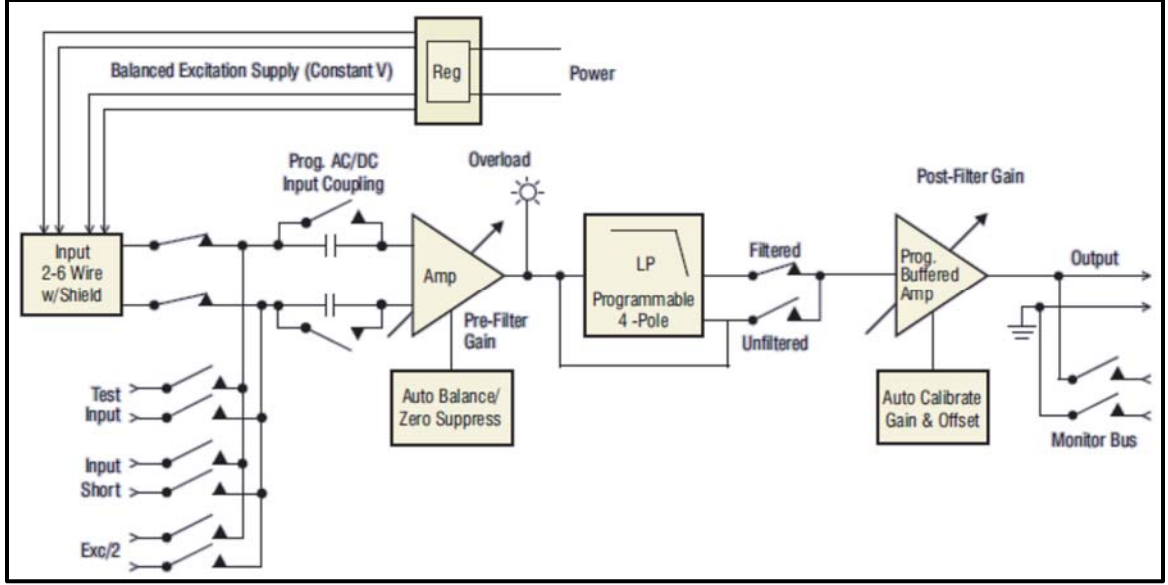 Balanced Excitation Supply (Constant V)
Reg
Power
Prog. AC/DC
Input Coupling
Overload
Post-Filter Gain
Input
2-6 Wire
w/Shield
Amp
Pre-Filter
Gain
LP
Programmable
4 -Pole
Filtered
Unfiltered
Prog.
Buffered
Amp
Output
Auto Balance/
Zero Suppress
Auto Calibrate
Gain & Offset
Monitor Bus
Test
Input
Input
Short
Exc/2